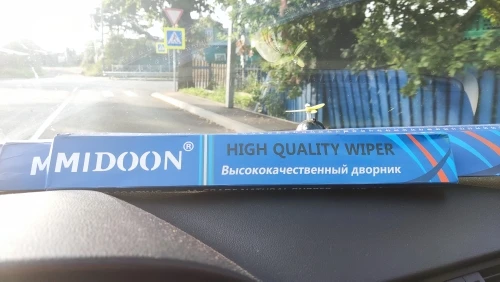 MIDOON® HIGH QUALITY WIPER
Высококачественный дворник
M